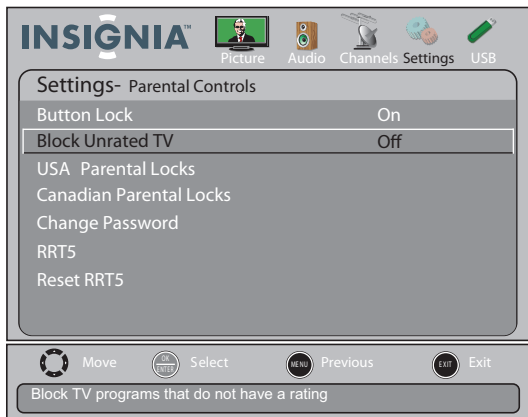 INSIGNIA™
Picture Audio Channels Settings USB
Settings- Parental Controls
Button Lock On
Block Unrated TV Off
USA Parental Locks
Canadian Parental Locks
Change Password
RRT5
Reset RRT5
Move OK ENTER Select MENU Previous EXIT Exit
Block TV programs that do not have a rating